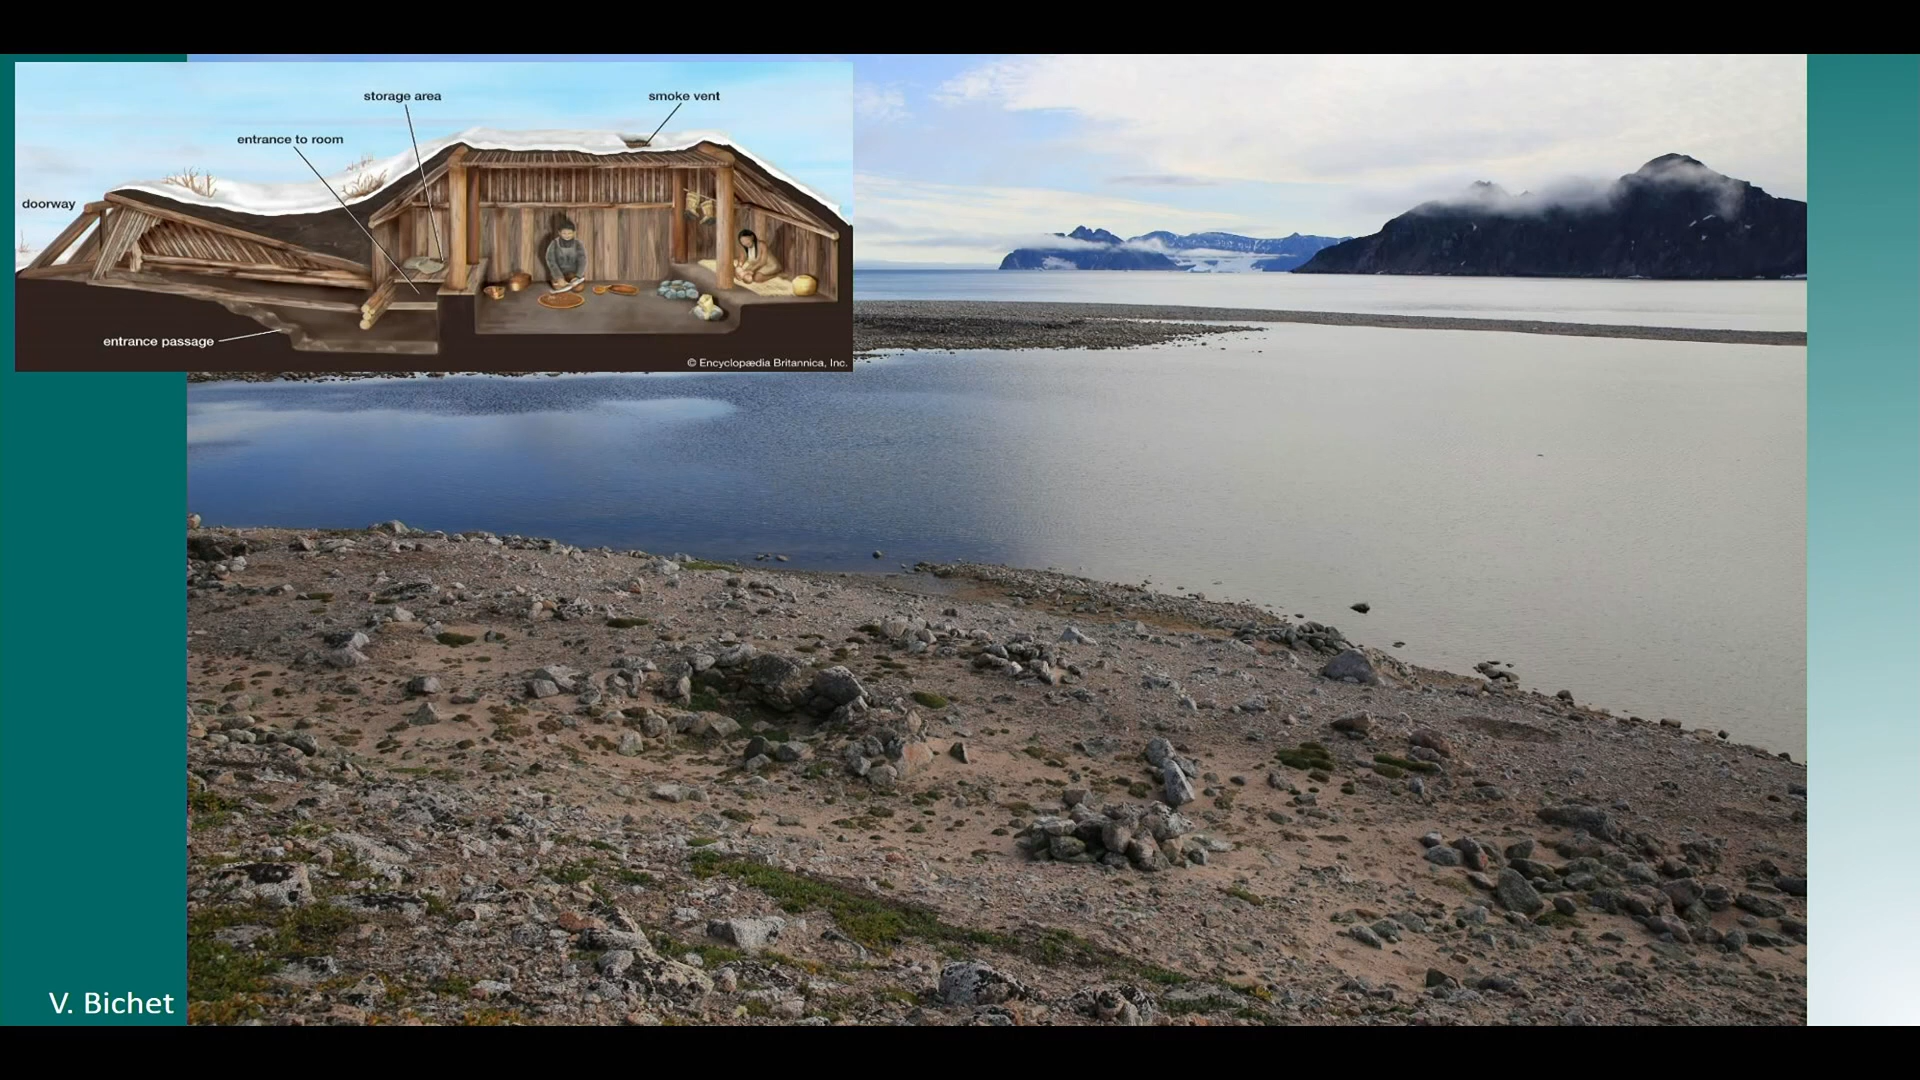 storage area
smoke vent
entrance to room
doorway
entrance passage
© Encyclopædia Britannica, Inc.
V. Bichet